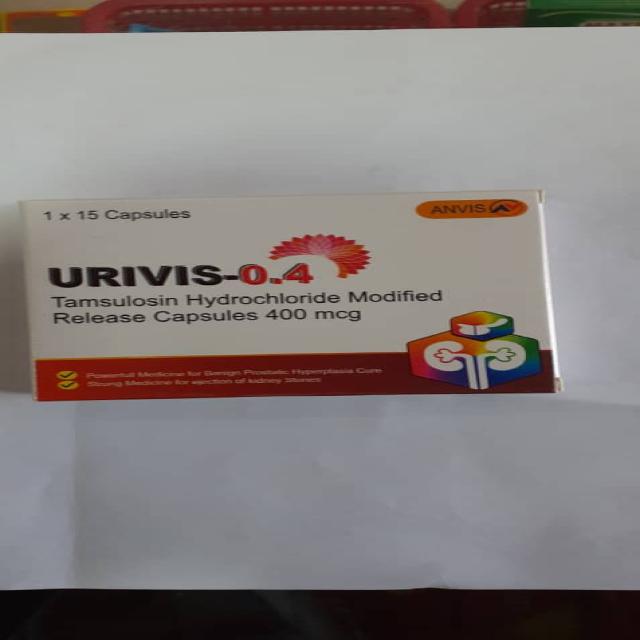 1 x 15 Capsules
ANVIS
URIVIS-0.4
Tamsulosin Hydrochloride Modified
Release Capsules 400 mcg
Powerfull Medicine for Benign Prostatic Hyperplasia Cure
Strong Medicine for ejection of kidney Stones